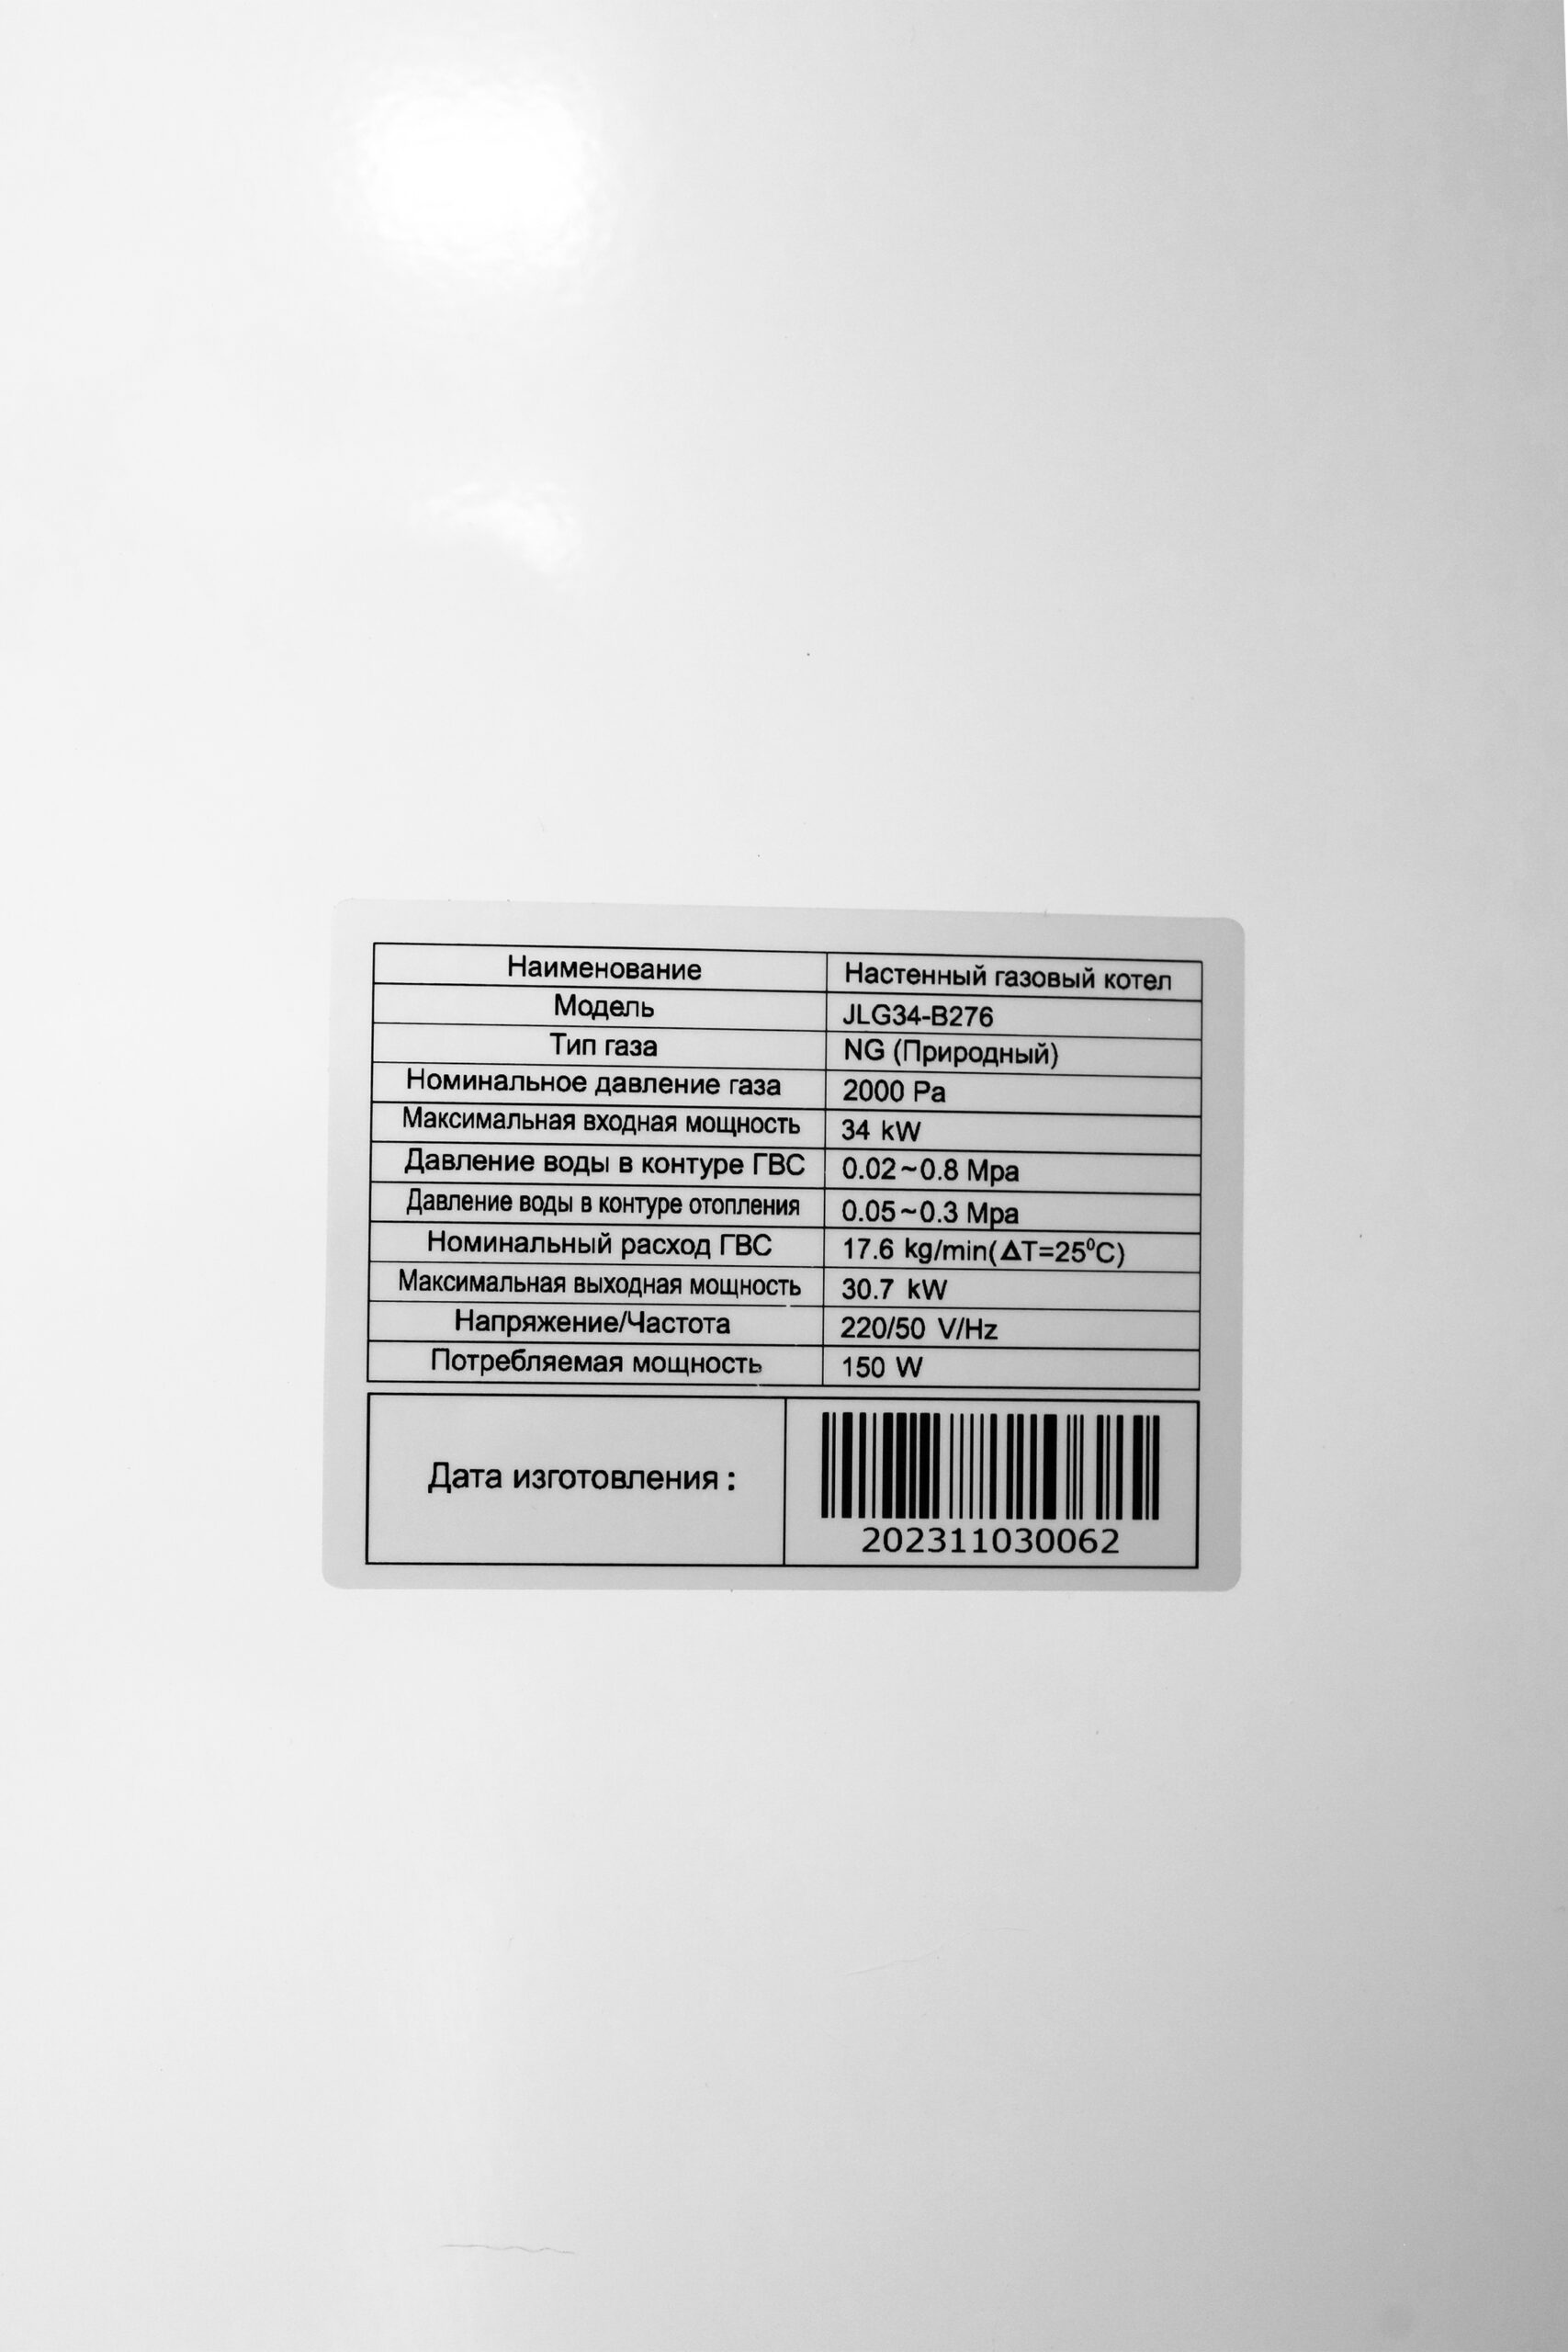 Наименование Настенный газовый котел
Модель JLG34-B276
Тип газа NG (Природный)
Номинальное давление газа 2000 Pa
Максимальная входная мощность 34 kW
Давление воды в контуре ГВС 0.02~0.8 Mpa
Давление воды в контуре отопления 0.05~0.3 Mpa
Номинальный расход ГВС 17.6 kg/min(ΔT=25⁰C)
Максимальная выходная мощность 30.7 kW
Напряжение/Частота 220/50 V/Hz
Потребляемая мощность 150 W
Дата изготовления :
202311030062